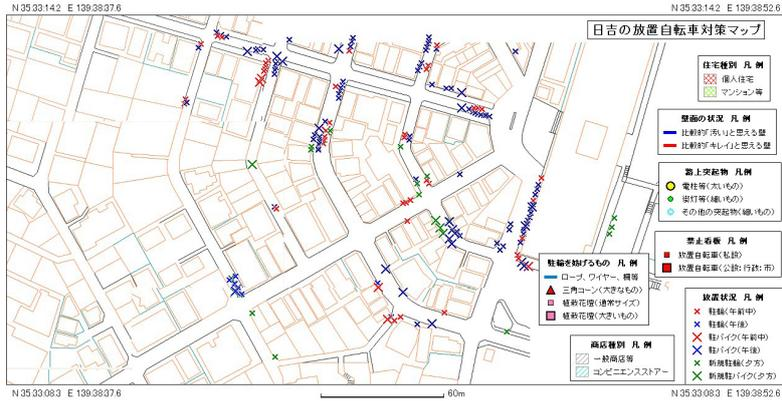 N 35 33 14.2  E 139 38 37.6
N 35 33 14.2  E 139 38 52.6
日吉の放置自転車対策マップ
住宅種別 凡 例
個人住宅
マンション等
壁面の状況 凡 例
比較的「汚い」と思える壁
比較的「キレイ」と思える壁
路上突起物 凡例
電柱等(太いもの)
街灯等(細いもの)
その他の突起物(細いもの)
禁止看板 凡 例
放置自転車(私設)
放置自転車(公設:行政:市)
駐輪を妨げるもの 凡 例
ロープ、ワイヤー、柵等
三角コーン(大きなもの)
植栽花壇(通常サイズ)
植栽花壇(大きいもの)
放置状況 凡 例
駐輪(午前中)
駐輪(午後)
駐バイク(午前中)
駐バイク(午後)
新規駐輪(夕方)
新規駐バイク(夕方)
商店種別 凡 例
一般商店等
コンビニエンスストアー
N 35 33 08.3  E 139 38 37.6
60m
N 35 33 08.3  E 139 38 52.6